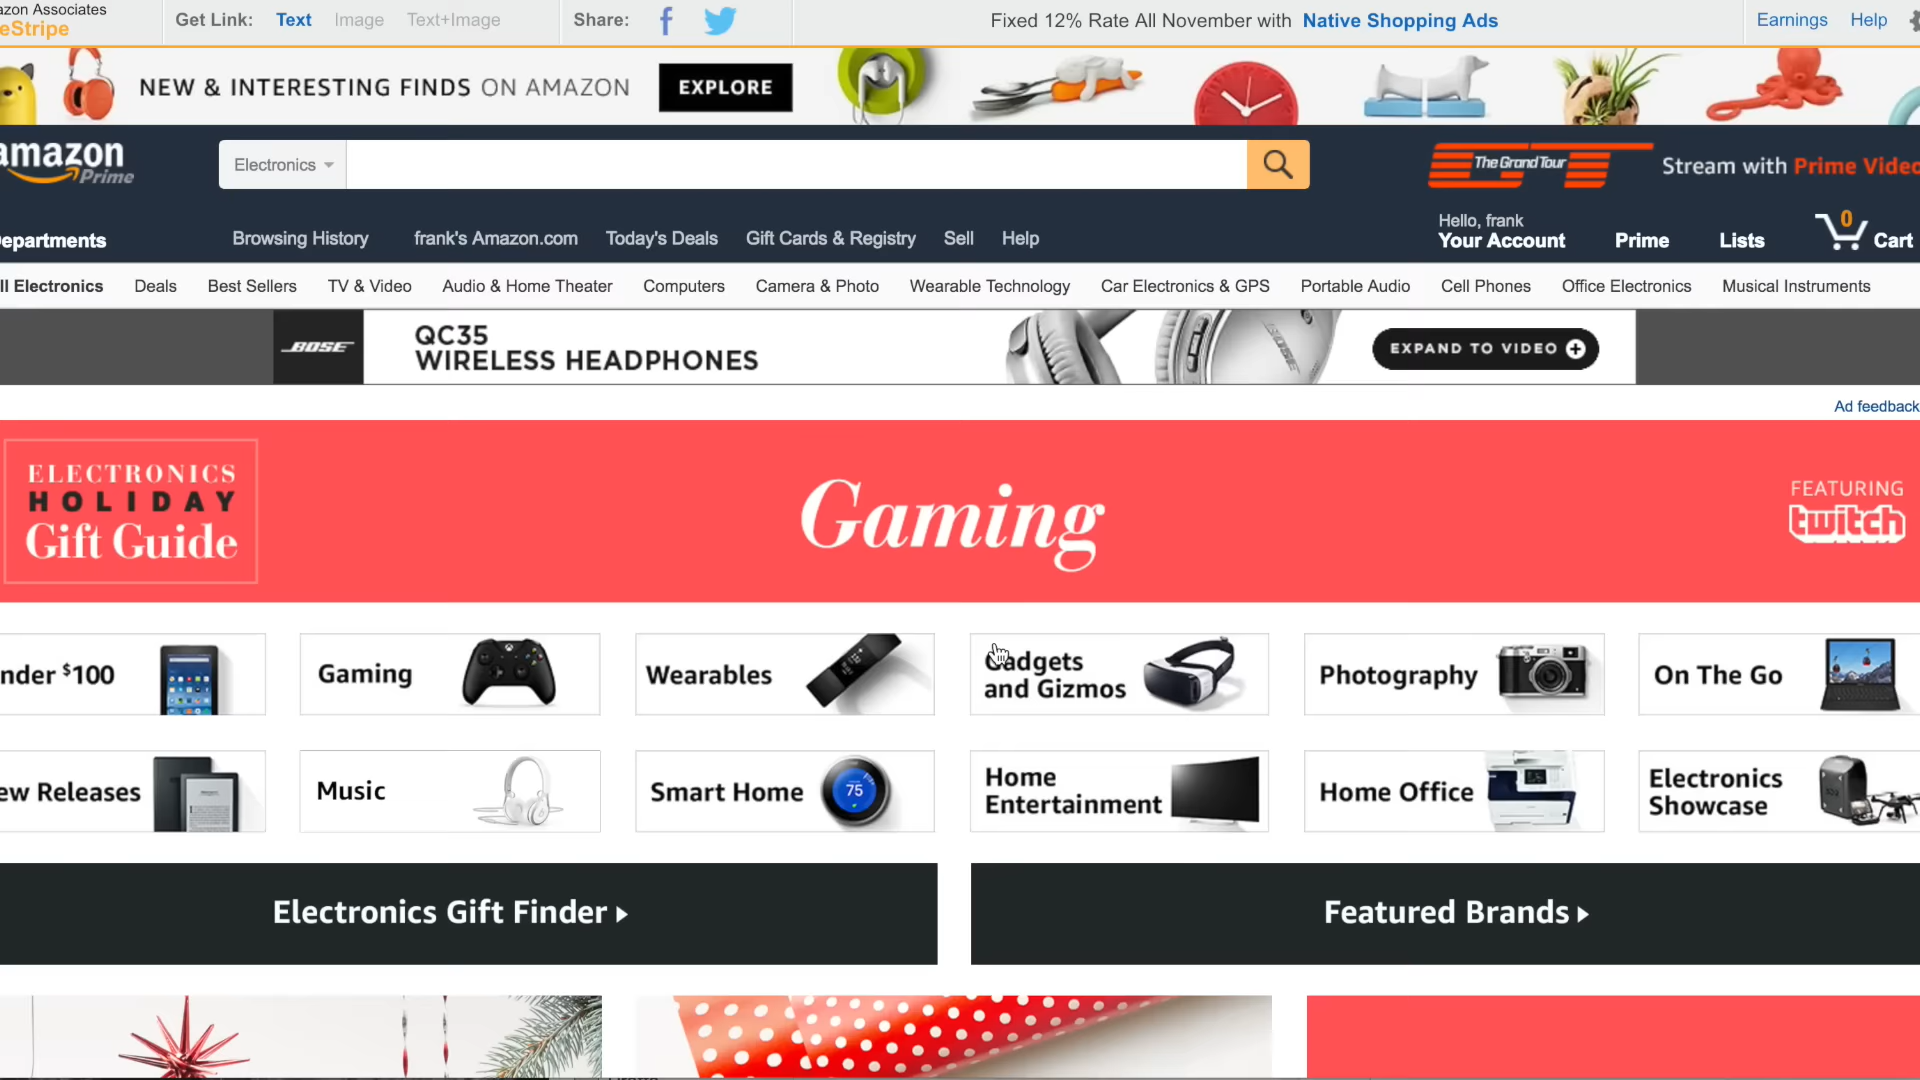 azon Associates
eStripe
Get Link: Text Image Text+Image
Share:
Fixed 12% Rate All November with Native Shopping Ads
Earnings Help
NEW & INTERESTING FINDS ON AMAZON EXPLORE
amazon
Prime
Electronics
The Grand Tour
Stream with Prime Video
epartments
Browsing History frank's Amazon.com Today's Deals Gift Cards & Registry Sell Help
Hello, frank
Your Account
Prime
Lists
0
Cart
ll Electronics Deals Best Sellers TV & Video Audio & Home Theater Computers Camera & Photo Wearable Technology Car Electronics & GPS Portable Audio Cell Phones Office Electronics Musical Instruments
BOSE
QC35
WIRELESS HEADPHONES
BOSE
EXPAND TO VIDEO
Ad feedback
ELECTRONICS
HOLIDAY
Gift Guide
Gaming
FEATURING
twitch
nder $100
Gaming
Wearables
Gadgets
and Gizmos
Photography
On The Go
ew Releases
Music
Smart Home
75
Home
Entertainment
Home Office
Electronics
Showcase
Electronics Gift Finder
Featured Brands